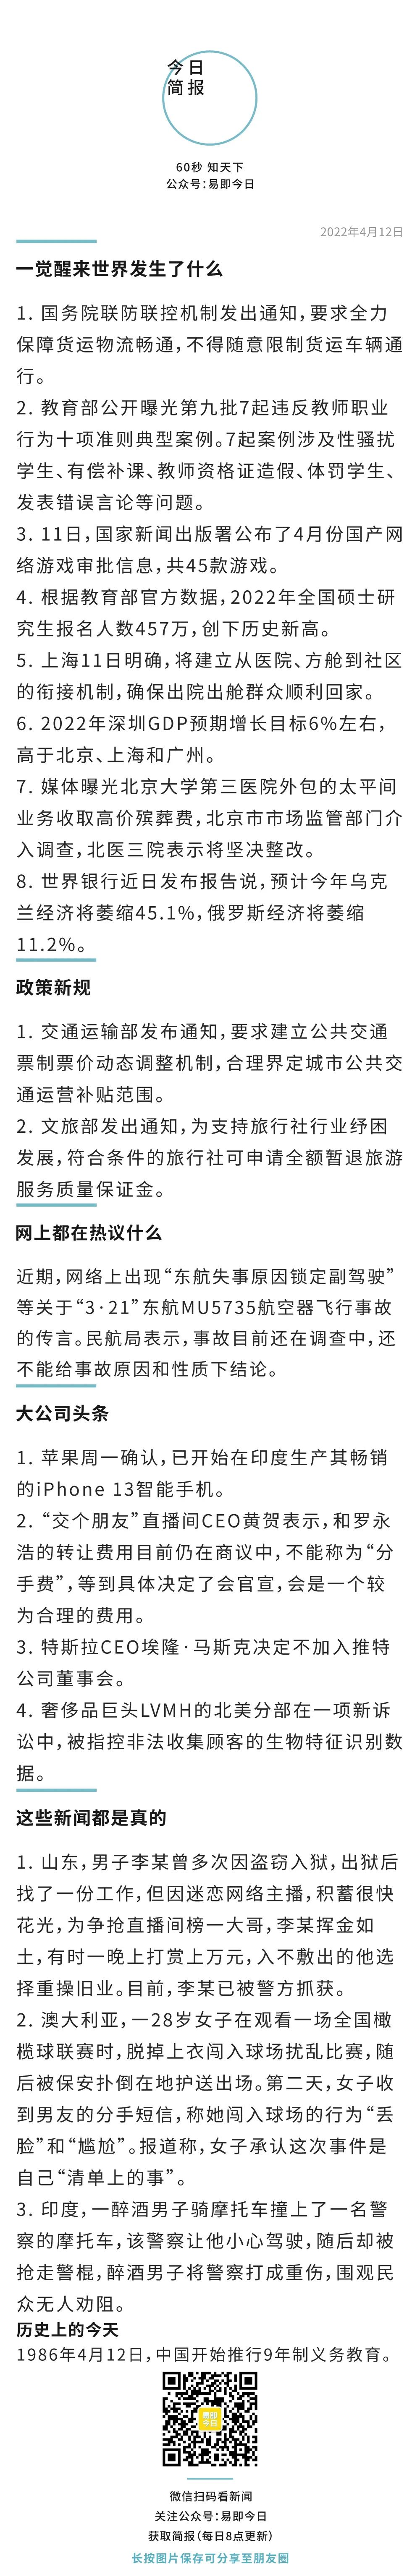 今日
简报
60秒 知天下
公众号：易即今日
2022年4月12日
一觉醒来世界发生了什么
1. 国务院联防联控机制发出通知，要求全力
保障货运物流畅通，不得随意限制货运车辆通
行。
2. 教育部公开曝光第九批7起违反教师职业
行为十项准则典型案例。7起案例涉及性骚扰
学生、有偿补课、教师资格证造假、体罚学生、
发表错误言论等问题。
3. 11日，国家新闻出版署公布了4月份国产网
络游戏审批信息，共45款游戏。
4. 根据教育部官方数据，2022年全国硕士研
究生报名人数457万，创下历史新高。
5. 上海11日明确，将建立从医院、方舱到社区
的衔接机制，确保出院出舱群众顺利回家。
6. 2022年深圳GDP预期增长目标6%左右，
高于北京、上海和广州。
7. 媒体曝光北京大学第三医院外包的太平间
业务收取高价殡葬费，北京市市场监管部门介
入调查，北医三院表示将坚决整改。
8. 世界银行近日发布报告说，预计今年乌克
兰经济将萎缩45.1%，俄罗斯经济将萎缩
11.2%。
政策新规
1. 交通运输部发布通知，要求建立公共交通
票制票价动态调整机制，合理界定城市公共交
通运营补贴范围。
2. 文旅部发出通知，为支持旅行社行业纾困
发展，符合条件的旅行社可申请全额暂退旅游
服务质量保证金。
网上都在热议什么
近期，网络上出现“东航失事原因锁定副驾驶”
等关于“3·21”东航MU5735航空器飞行事故
的传言。民航局表示，事故目前还在调查中，还
不能给事故原因和性质下结论。
大公司头条
1. 苹果周一确认，已开始在印度生产其畅销
的iPhone 13智能手机。
2. “交个朋友”直播间CEO黄贺表示，和罗永
浩的转让费用目前仍在商议中，不能称为“分
手费”，等到具体决定了会官宣，会是一个较
为合理的费用。
3. 特斯拉CEO埃隆·马斯克决定不加入推特
公司董事会。
4. 奢侈品巨头LVMH的北美分部在一项新诉
讼中，被指控非法收集顾客的生物特征识别数
据。
这些新闻都是真的
1. 山东，男子李某曾多次因盗窃入狱，出狱后
找了一份工作，但因迷恋网络主播，积蓄很快
花光，为争抢直播间榜一大哥，李某挥金如
土，有时一晚上打赏上万元，入不敷出的他选
择重操旧业。目前，李某已被警方抓获。
2. 澳大利亚，一28岁女子在观看一场全国橄
榄球联赛时，脱掉上衣闯入球场扰乱比赛，随
后被保安扑倒在地护送出场。第二天，女子收
到男友的分手短信，称她闯入球场的行为“丢
脸”和“尴尬”。报道称，女子承认这次事件是
自己“清单上的事”。
3. 印度，一醉酒男子骑摩托车撞上了一名警
察的摩托车，该警察让他小心驾驶，随后却被
抢走警棍，醉酒男子将警察打成重伤，围观民
众无人劝阻。
历史上的今天
1986年4月12日，中国开始推行9年制义务教育。
易即
今日
微信扫码看新闻
关注公众号：易即今日
获取简报（每日8点更新）
长按图片保存可分享至朋友圈